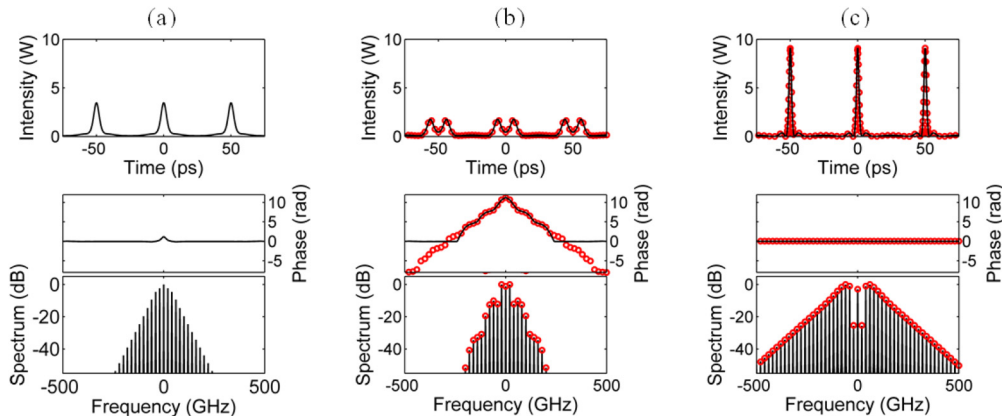 (a)
(b)
(c)
Intensity (W)
10
5
0
-50
0
50
Time (ps)
Intensity (W)
10
5
0
-50
0
50
Time (ps)
Intensity (W)
10
5
0
-50
0
50
Time (ps)
10
5
0
-5
Phase (rad)
10
5
0
-5
Phase (rad)
10
5
0
-5
Phase (rad)
Spectrum (dB)
0
-20
-40
-500
0
500
Frequency (GHz)
Spectrum (dB)
0
-20
-40
-500
0
500
Frequency (GHz)
Spectrum (dB)
0
-20
-40
-500
0
500
Frequency (GHz)